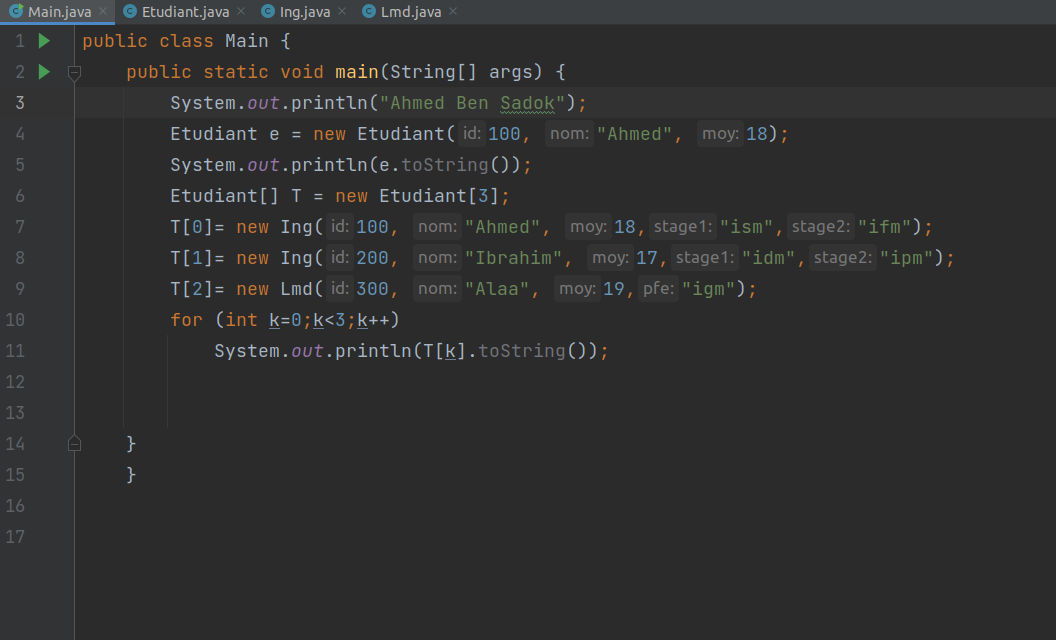 Main.java × Etudiant.java × Ing.java × Lmd.java ×
1 public class Main {
2 public static void main(String[] args) {
3 System.out.println("Ahmed Ben Sadok");
4 Etudiant e = new Etudiant( id: 100, nom: "Ahmed", moy: 18);
5 System.out.println(e.toString());
6 Etudiant[] T = new Etudiant[3];
7 T[0]= new Ing( id: 100, nom: "Ahmed", moy: 18, stage1: "ism", stage2: "ifm");
8 T[1]= new Ing( id: 200, nom: "Ibrahim", moy: 17, stage1: "idm", stage2: "ipm");
9 T[2]= new Lmd( id: 300, nom: "Alaa", moy: 19, pfe: "igm");
10 for (int k=0;k<3;k++)
11 System.out.println(T[k].toString());
12
13
14 }
15 }
16
17